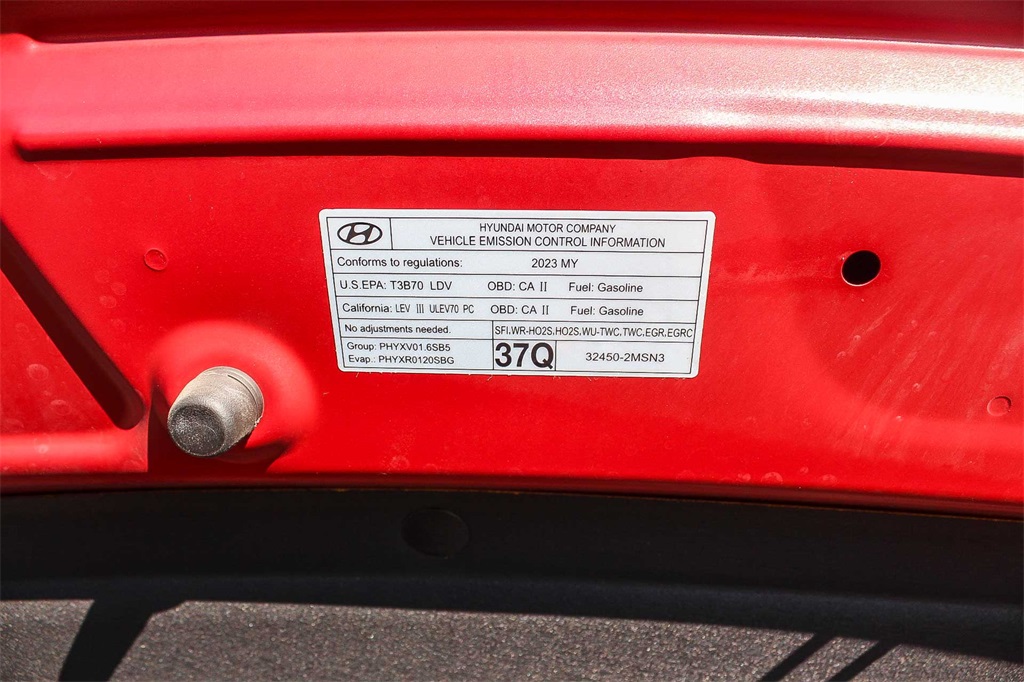 HYUNDAI MOTOR COMPANY
VEHICLE EMISSION CONTROL INFORMATION
Conforms to regulations: 2023 MY
U.S.EPA: T3B70 LDV OBD: CA II Fuel: Gasoline
California: LEV III ULEV70 PC OBD: CA II Fuel: Gasoline
No adjustments needed. SFI,WR-HO2S,HO2S,WU-TWC,TWC,EGR,EGRC
Group: PHYXV01.6SB5
Evap.: PHYXR0120SBG
37Q 32450-2MSN3